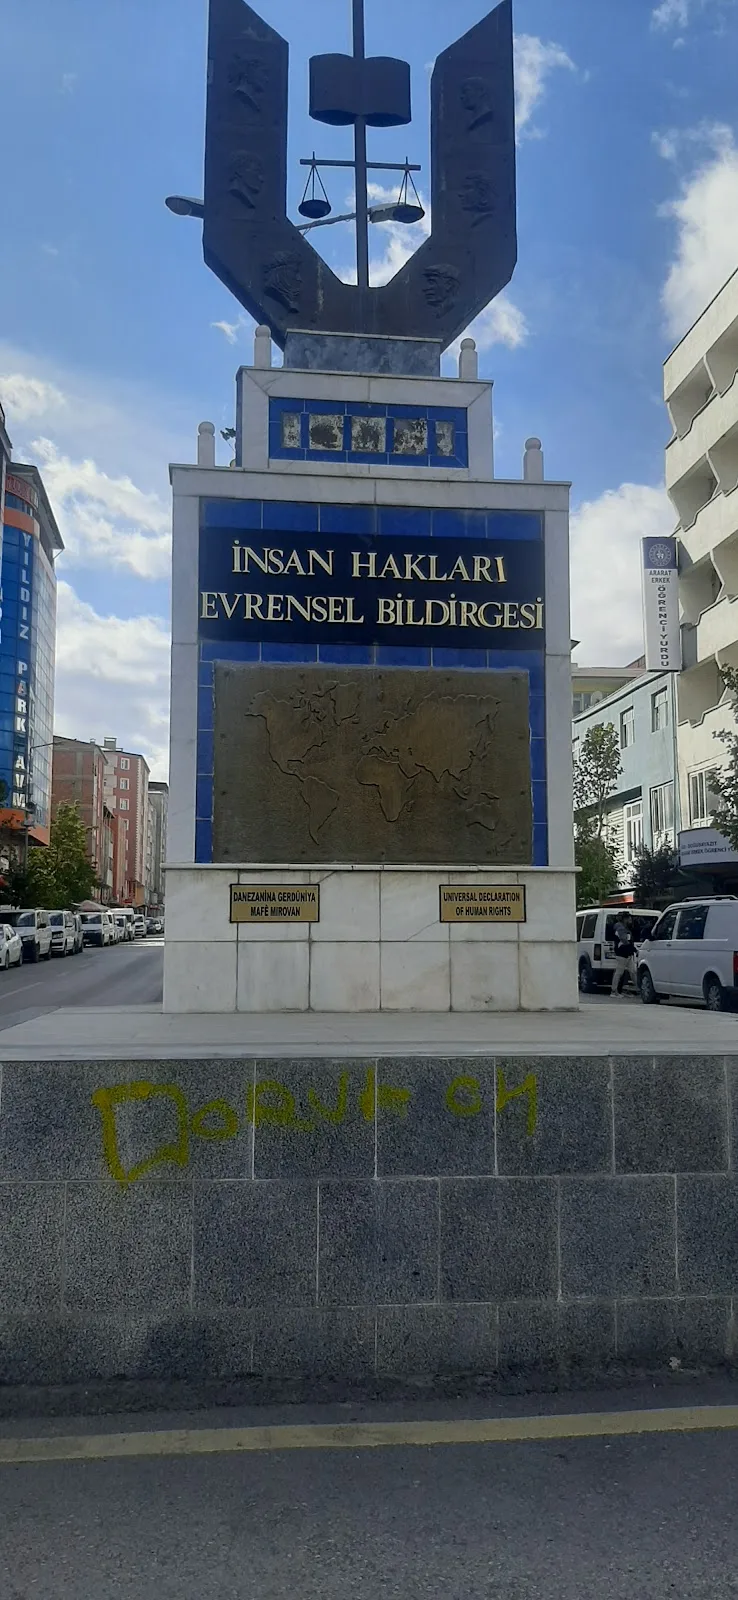 İNSAN HAKLARI
EVRENSEL BİLDİRGESİ
DANEZANÎNA GERDÛNIYA
MAFÊ MIROVAN
UNIVERSAL DECLARATION
OF HUMAN RIGHTS
YILDIZ PARK AVM
ARARAT
ERKEK
ÖĞRENCİ YURDU